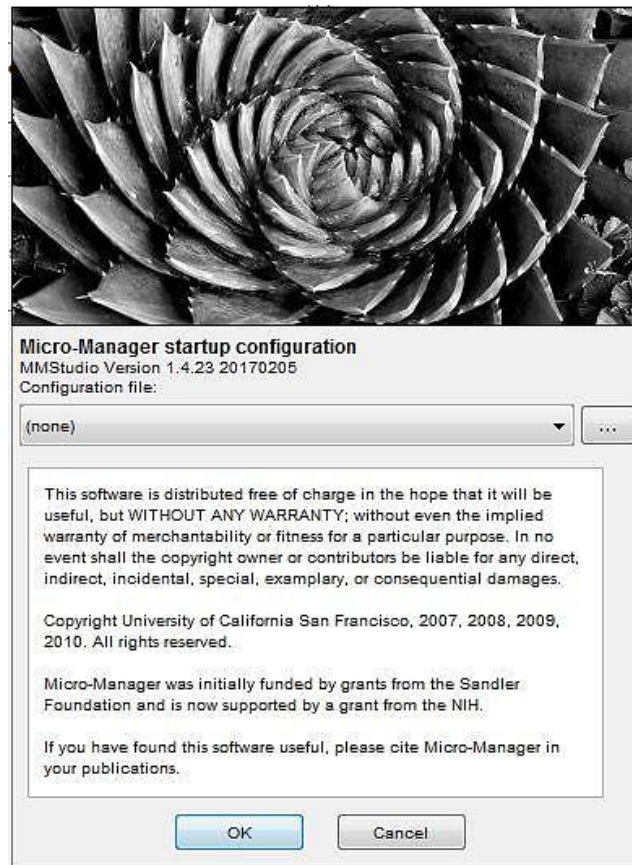 Micro-Manager startup configuration
MMStudio Version 1.4.23 20170205
Configuration file:
(none)
...
This software is distributed free of charge in the hope that it will be
useful, but WITHOUT ANY WARRANTY; without even the implied
warranty of merchantability or fitness for a particular purpose. In no
event shall the copyright owner or contributors be liable for any direct,
indirect, incidental, special, examplary, or consequential damages.
Copyright University of California San Francisco, 2007, 2008, 2009,
2010. All rights reserved.
Micro-Manager was initially funded by grants from the Sandler
Foundation and is now supported by a grant from the NIH.
If you have found this software useful, please cite Micro-Manager in
your publications.
OK
Cancel